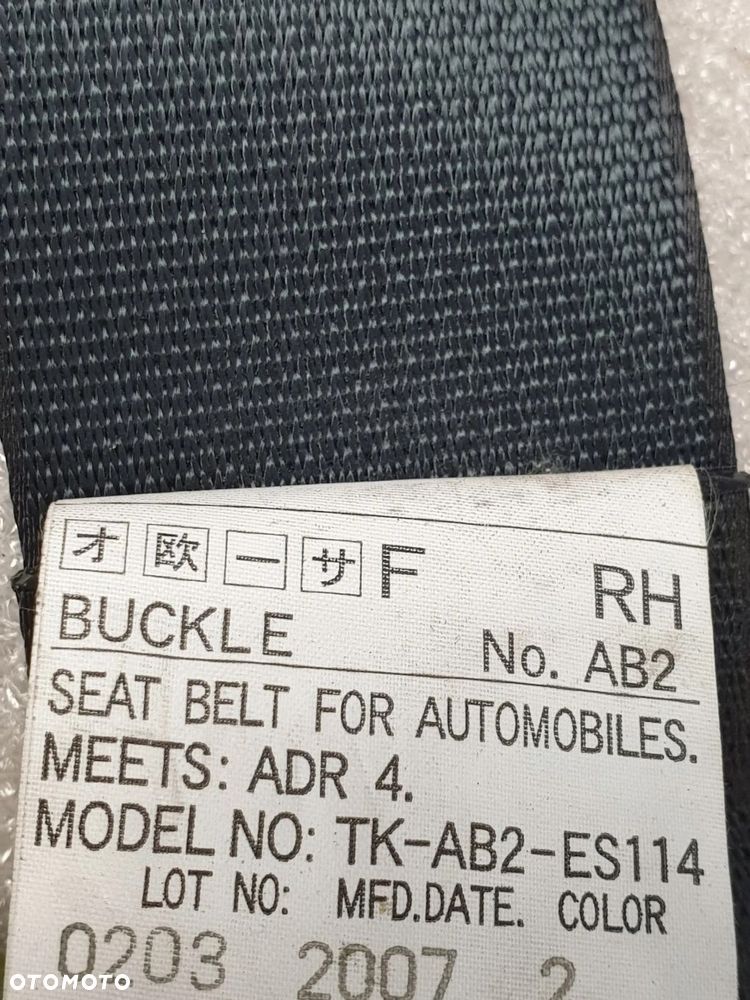 オ 欧 一 サ F RH
BUCKLE No. AB2
SEAT BELT FOR AUTOMOBILES.
MEETS: ADR 4.
MODEL NO: TK-AB2-ES114
LOT NO: MFD.DATE. COLOR
0203 2007 2
OTOMOTO